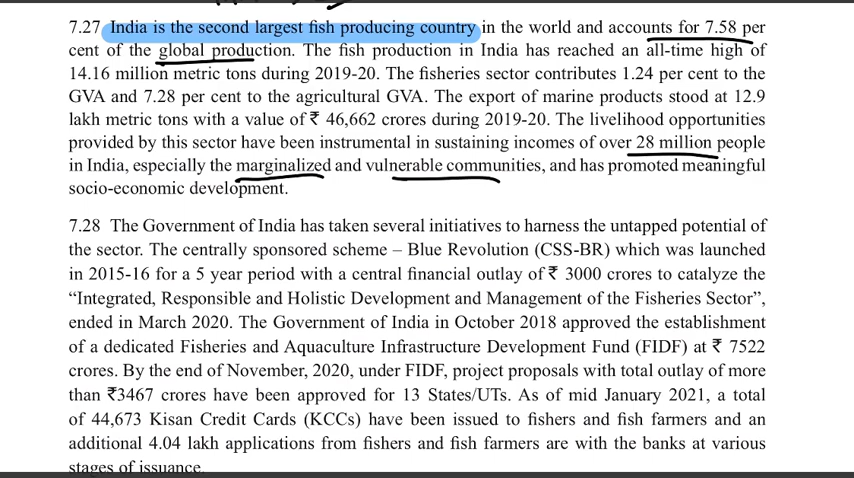 7.27 India is the second largest fish producing country in the world and accounts for 7.58 per
cent of the global production. The fish production in India has reached an all-time high of
14.16 million metric tons during 2019-20. The fisheries sector contributes 1.24 per cent to the
GVA and 7.28 per cent to the agricultural GVA. The export of marine products stood at 12.9
lakh metric tons with a value of ₹ 46,662 crores during 2019-20. The livelihood opportunities
provided by this sector have been instrumental in sustaining incomes of over 28 million people
in India, especially the marginalized and vulnerable communities, and has promoted meaningful
socio-economic development.
7.28 The Government of India has taken several initiatives to harness the untapped potential of
the sector. The centrally sponsored scheme – Blue Revolution (CSS-BR) which was launched
in 2015-16 for a 5 year period with a central financial outlay of ₹ 3000 crores to catalyze the
“Integrated, Responsible and Holistic Development and Management of the Fisheries Sector”,
ended in March 2020. The Government of India in October 2018 approved the establishment
of a dedicated Fisheries and Aquaculture Infrastructure Development Fund (FIDF) at ₹ 7522
crores. By the end of November, 2020, under FIDF, project proposals with total outlay of more
than ₹3467 crores have been approved for 13 States/UTs. As of mid January 2021, a total
of 44,673 Kisan Credit Cards (KCCs) have been issued to fishers and fish farmers and an
additional 4.04 lakh applications from fishers and fish farmers are with the banks at various
stages of issuance.